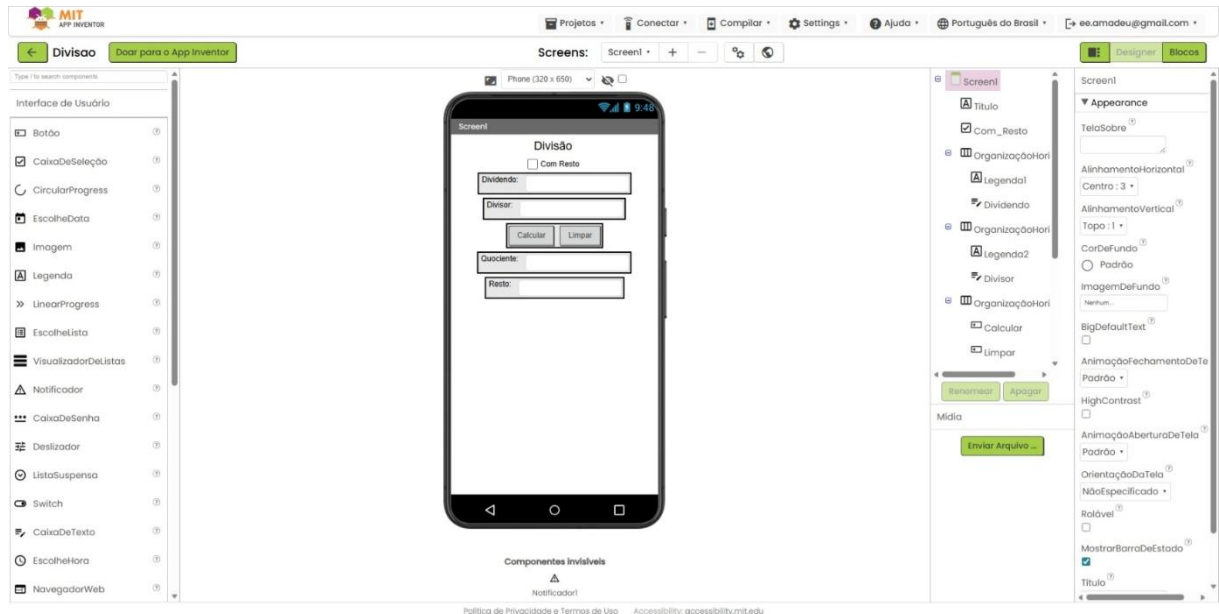 MIT
APP INVENTOR
Projetos
Conectar
Compilar
Settings
Ajuda
Português do Brasil
ee.amadeu@gmail.com
Divisao
Doar para o App Inventor
Screens:
Screen1
Designer
Blocos
Type / to search components
Interface de Usuário
Botão
CaixaDeSeleção
CircularProgress
EscolheData
Imagem
Legenda
LinearProgress
EscolheLista
VisualizadorDeListas
Notificador
CaixaDeSenha
Deslizador
ListaSuspensa
Switch
CaixaDeTexto
EscolheHora
NavegadorWeb
Phone (320 x 650)
9:48
Screen1
Divisão
Com Resto
Dividendo:
Divisor:
Calcular Limpar
Quociente:
Resto:
Componentes invisíveis
Notificador1
Screen1
Titulo
Com_Resto
OrganizaçãoHori
Legenda1
Dividendo
OrganizaçãoHori
Legenda2
Divisor
OrganizaçãoHori
Calcular
Limpar
Renomear Apagar
Mídia
Enviar Arquivo ...
Screen1
Appearance
TelaSobre
AlinhamentoHorizontal
Centro : 3
AlinhamentoVertical
Topo : 1
CorDeFundo
Padrão
ImagemDeFundo
Nenhum...
BigDefaultText
AnimaçãoFechamentoDeTe
Padrão
HighContrast
AnimaçãoAberturaDeTela
Padrão
OrientaçãoDaTela
NãoEspecificado
Rolável
MostrarBarraDeEstado
Título
Política de Privacidade e Termos de Uso Accessibility: accessibility.mit.edu